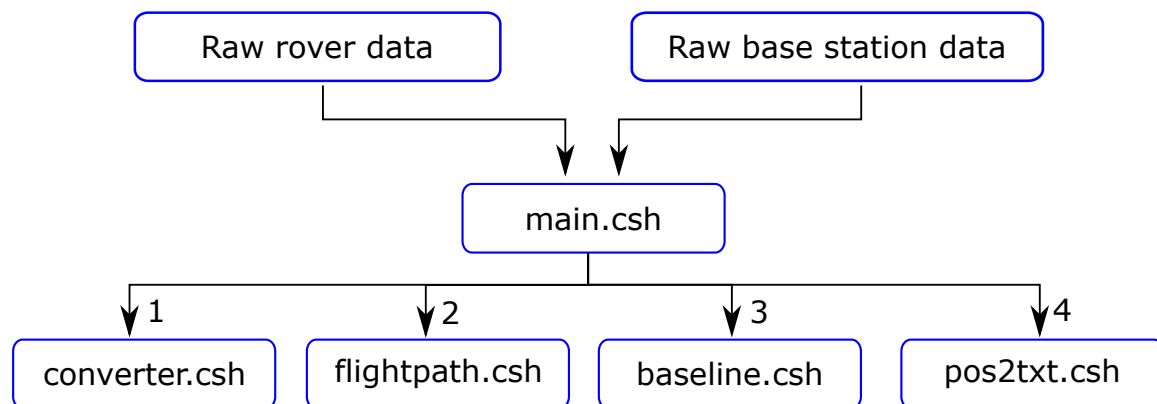 Raw rover data
Raw base station data
main.csh
1
2
3
4
converter.csh
flightpath.csh
baseline.csh
pos2txt.csh